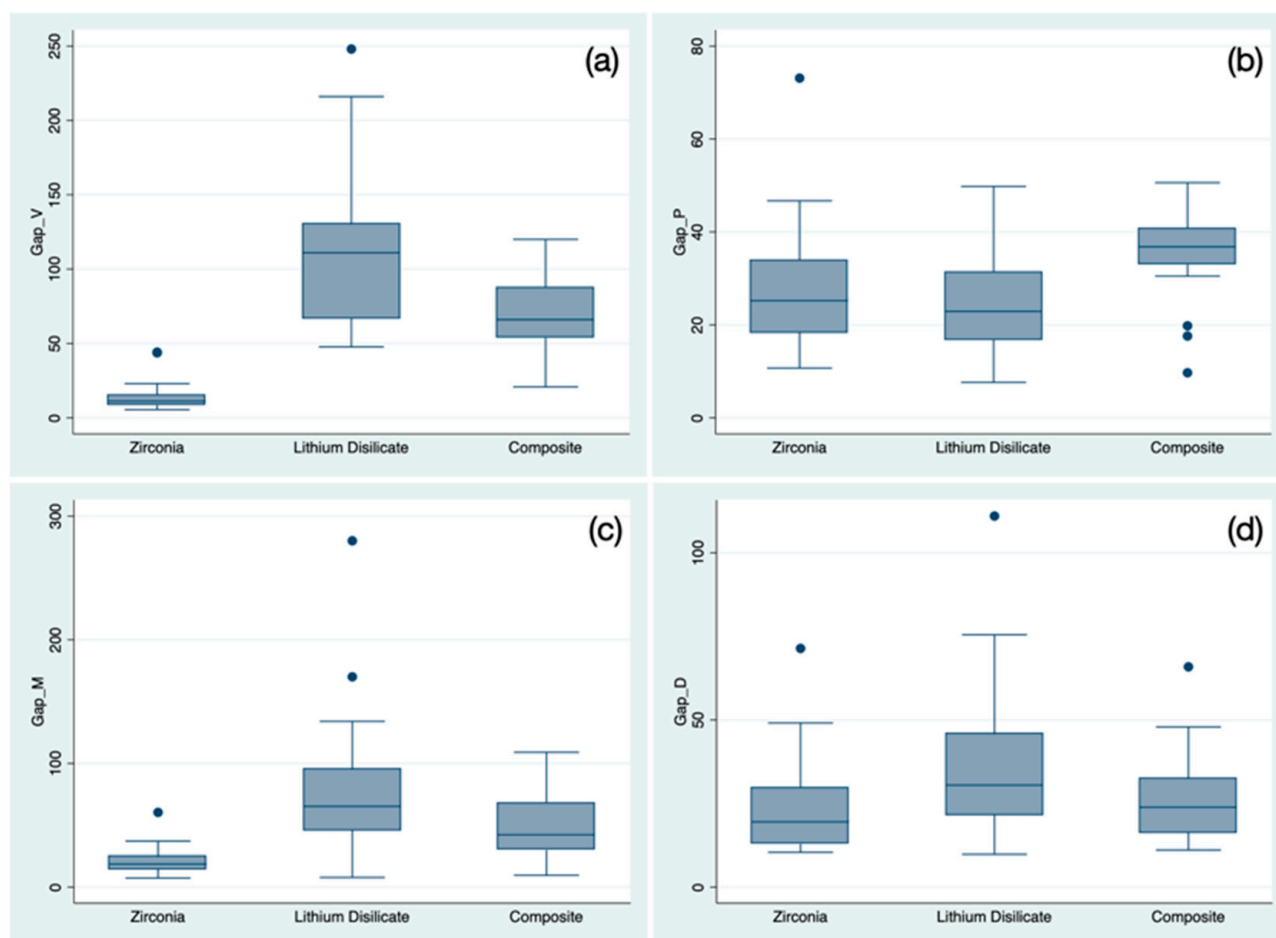 (a)
Gap_V
250
200
150
100
50
0
Zirconia
Lithium Disilicate
Composite
(b)
Gap_P
80
60
40
20
0
Zirconia
Lithium Disilicate
Composite
(c)
Gap_M
300
200
100
0
Zirconia
Lithium Disilicate
Composite
(d)
Gap_D
100
50
0
Zirconia
Lithium Disilicate
Composite